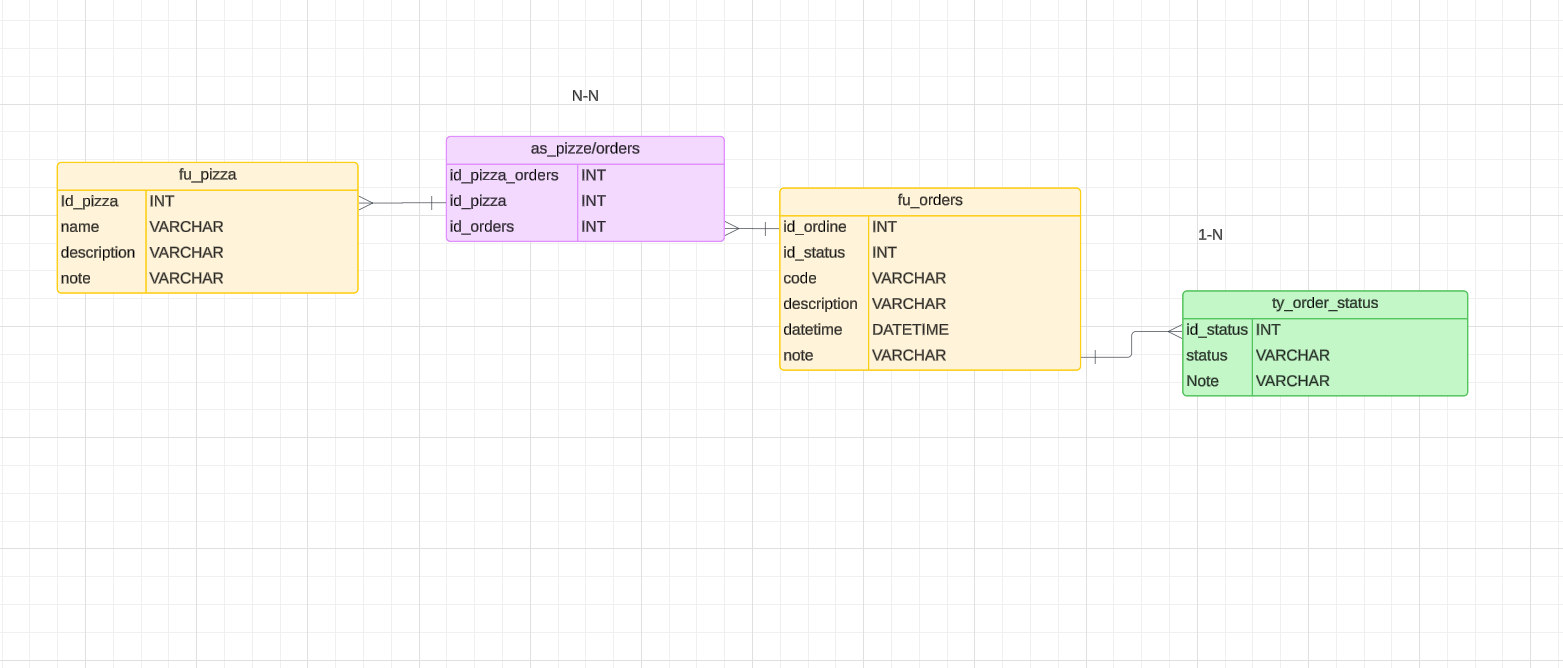 N-N
as_pizze/orders
id_pizza_orders INT
id_pizza INT
id_orders INT
fu_pizza
Id_pizza INT
name VARCHAR
description VARCHAR
note VARCHAR
fu_orders
id_ordine INT
id_status INT
code VARCHAR
description VARCHAR
datetime DATETIME
note VARCHAR
1-N
ty_order_status
id_status INT
status VARCHAR
Note VARCHAR